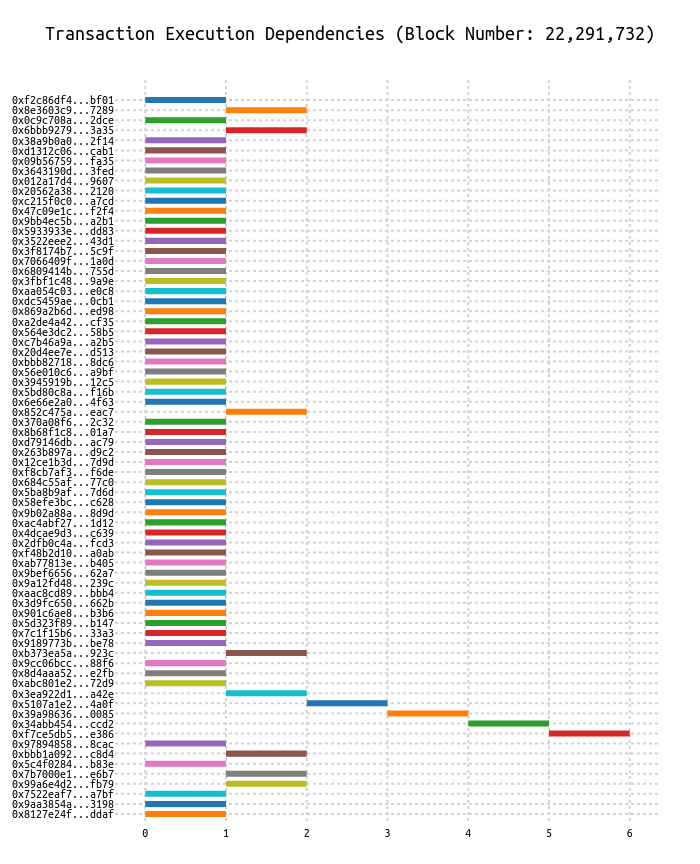 Transaction Execution Dependencies (Block Number: 22,291,732)
0xf2c86df4...bf01
0x8e3603c9...7289
0x0c9c708a...2dce
0x6bbb9279...3a35
0x38a9b0a0...2f14
0xd1312c06...cab1
0x09b56759...fa35
0x3643190d...3fed
0x012a17d4...9607
0x20562a38...2120
0xc215f0c0...a7cd
0x47c09e1c...f2f4
0x9bb4ec5b...a2b1
0x5933933e...dd83
0x3522eee2...43d1
0x3f8174b7...5c9f
0x7066409f...1a0d
0x6809414b...755d
0x3fbf1c48...9a9e
0xaa054c03...e0c8
0xdc5459ae...0cb1
0x869a2b6d...ed98
0xa2de4a42...cf35
0x564e3dc2...58b5
0xc7b46a9a...a2b5
0x20d4ee7e...d513
0xbbb82718...8dc6
0x56e010c6...a9bf
0x3945919b...12c5
0x5bd80c8a...f16b
0x6e66e2a0...4f63
0x852c475a...eac7
0x370a08f6...2c32
0x8b68f1c8...01a7
0xd79146db...ac79
0x263b897a...d9c2
0x12ce1b3d...7d9d
0xf8cb7af3...f6de
0x684c55af...77c0
0x5ba8b9af...7d6d
0x58efe3bc...c628
0x9b02a88a...8d9d
0xac4abf27...1d12
0x4dcae9d3...c639
0x2dfb0c4a...fcd3
0xf48b2d10...a0ab
0xab77813e...b405
0x9bef6656...62a7
0x9a12fd48...239c
0xaac8cd89...bbb4
0x3d9fc650...662b
0x901c6ae8...b3b6
0x5d323f89...b147
0x7c1f15b6...33a3
0x9189773b...be78
0xb373ea5a...923c
0x9cc06bcc...88f6
0x8d4aaa52...e2fb
0xabc801e2...72d9
0x3ea922d1...a42e
0x5107a1e2...4a0f
0x39a98636...0085
0x34abb454...ccd2
0xf7ce5db5...e386
0x97894858...8cac
0xbbb1a092...c8d4
0x5c4f0284...b83e
0x7b7000e1...e6b7
0x99a6e4d2...fb79
0x7522eaf7...a7bf
0x9aa3854a...3198
0x8127e24f...ddaf
0 1 2 3 4 5 6